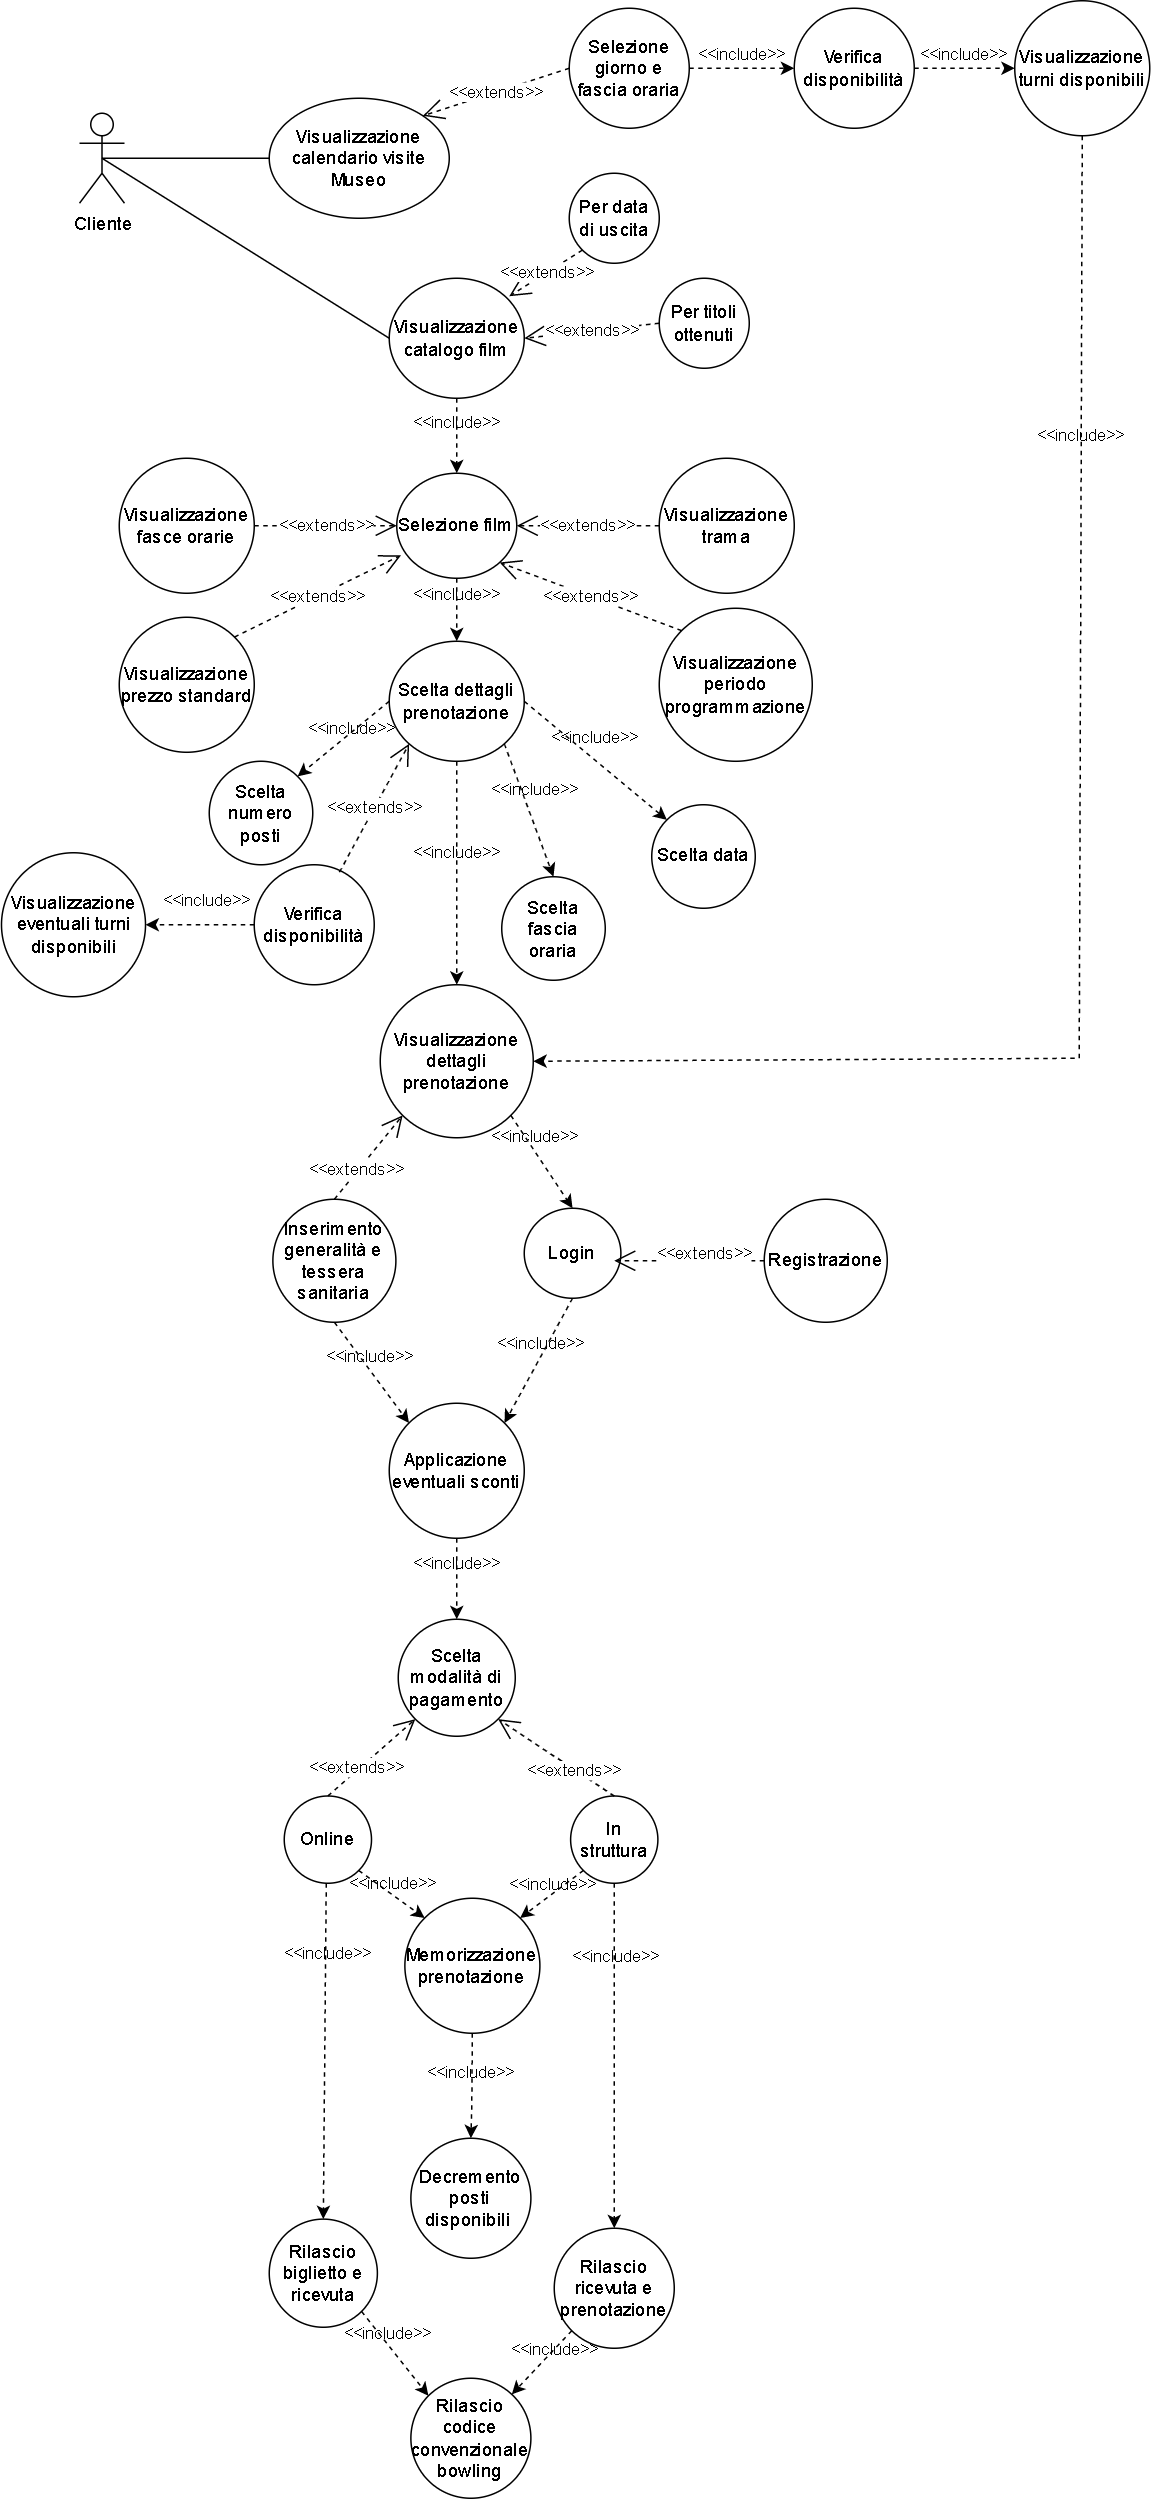 Selezione
giorno e
fascia oraria
<<include>>
Verifica
disponibilità
<<include>>
Visualizzazione
turni disponibili
<<extends>>
Visualizzazione
calendario visite
Museo
Cliente
Per data
di uscita
<<extends>>
Per titoli
ottenuti
<<extends>>
Visualizzazione
catalogo film
<<include>>
<<include>>
Visualizzazione
fasce orarie
<<extends>>
Selezione film
<<extends>>
Visualizzazione
trama
<<extends>>
<<include>>
<<extends>>
Visualizzazione
prezzo standard
Scelta dettagli
prenotazione
Visualizzazione
periodo
programmazione
<<include>>
<<include>>
Scelta
numero
posti
<<extends>>
<<include>>
<<include>>
Scelta data
Visualizzazione
eventuali turni
disponibili
<<include>>
Verifica
disponibilità
Scelta
fascia
oraria
Visualizzazione
dettagli
prenotazione
<<extends>>
<<include>>
Inserimento
generalità e
tessera
sanitaria
Login
<<extends>>
Registrazione
<<include>>
<<include>>
Applicazione
eventuali sconti
<<include>>
Scelta
modalità di
pagamento
<<extends>>
<<extends>>
Online
In
struttura
<<include>>
<<include>>
<<include>>
Memorizzazione
prenotazione
<<include>>
<<include>>
Decremento
posti
disponibili
Rilascio
biglietto e
ricevuta
Rilascio
ricevuta e
prenotazione
<<include>>
<<include>>
Rilascio
codice
convenzionale
bowling